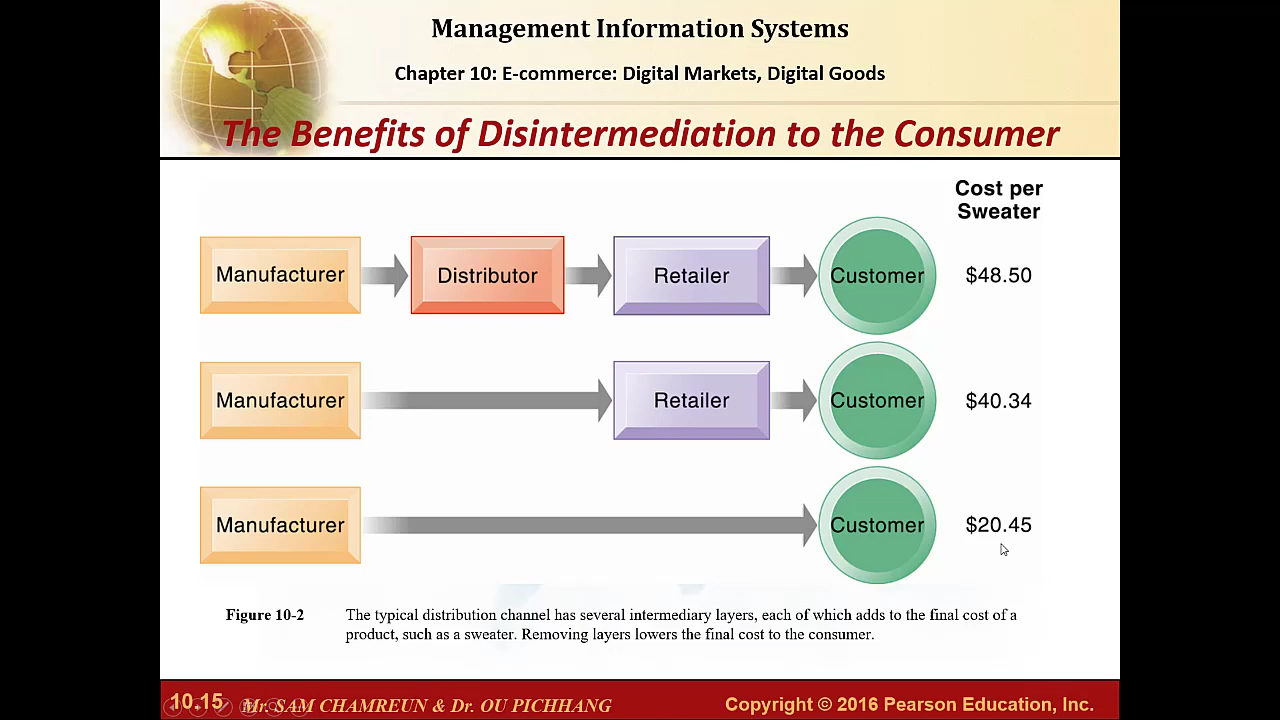 Management Information Systems
Chapter 10: E-commerce: Digital Markets, Digital Goods
The Benefits of Disintermediation to the Consumer
Cost per
Sweater
Manufacturer Distributor Retailer Customer $48.50
Manufacturer Retailer Customer $40.34
Manufacturer Customer $20.45
Figure 10-2 The typical distribution channel has several intermediary layers, each of which adds to the final cost of a
product, such as a sweater. Removing layers lowers the final cost to the consumer.
10.15 Mr. SAM CHAMREUN & Dr. OU PICHHANG Copyright © 2016 Pearson Education, Inc.